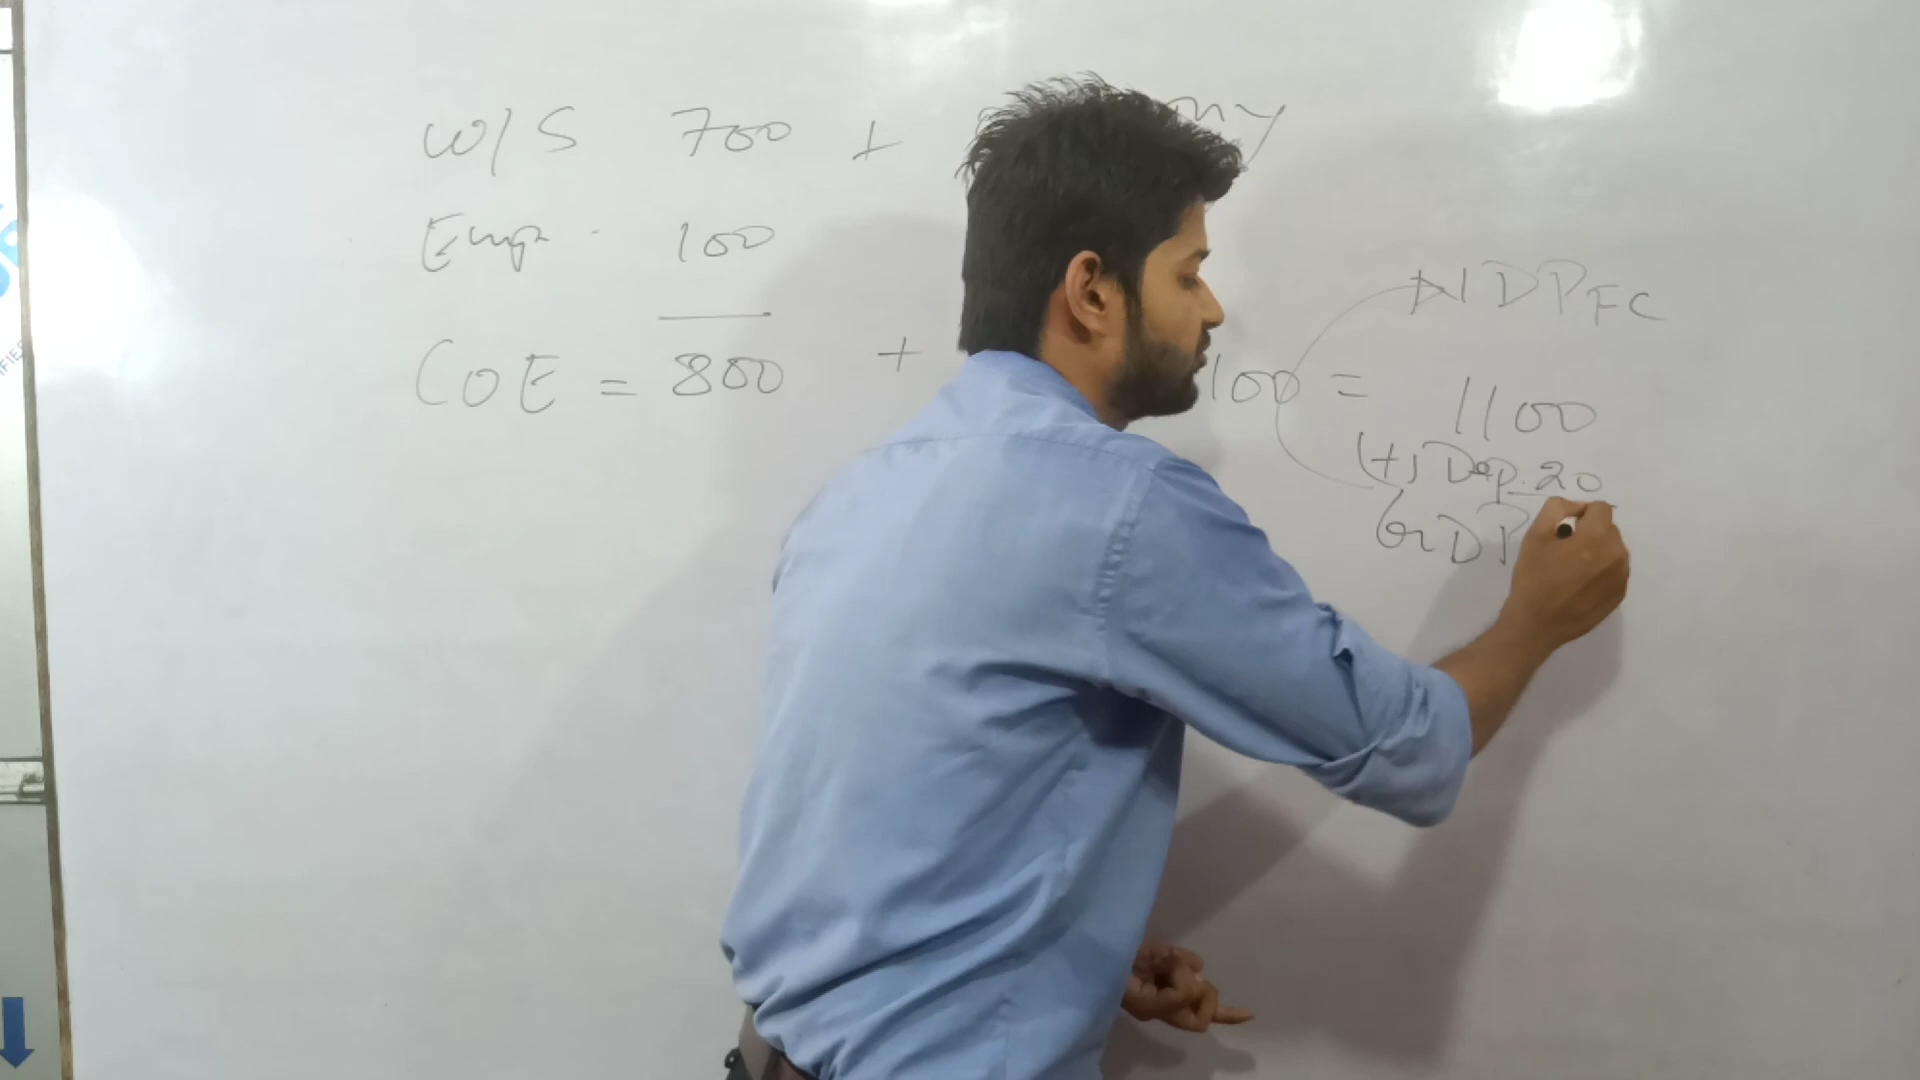 W/S 700 +
Emp. 100
NDP FC
COE = 800 + 100 = 1100
(+) Dep. 20
GDP